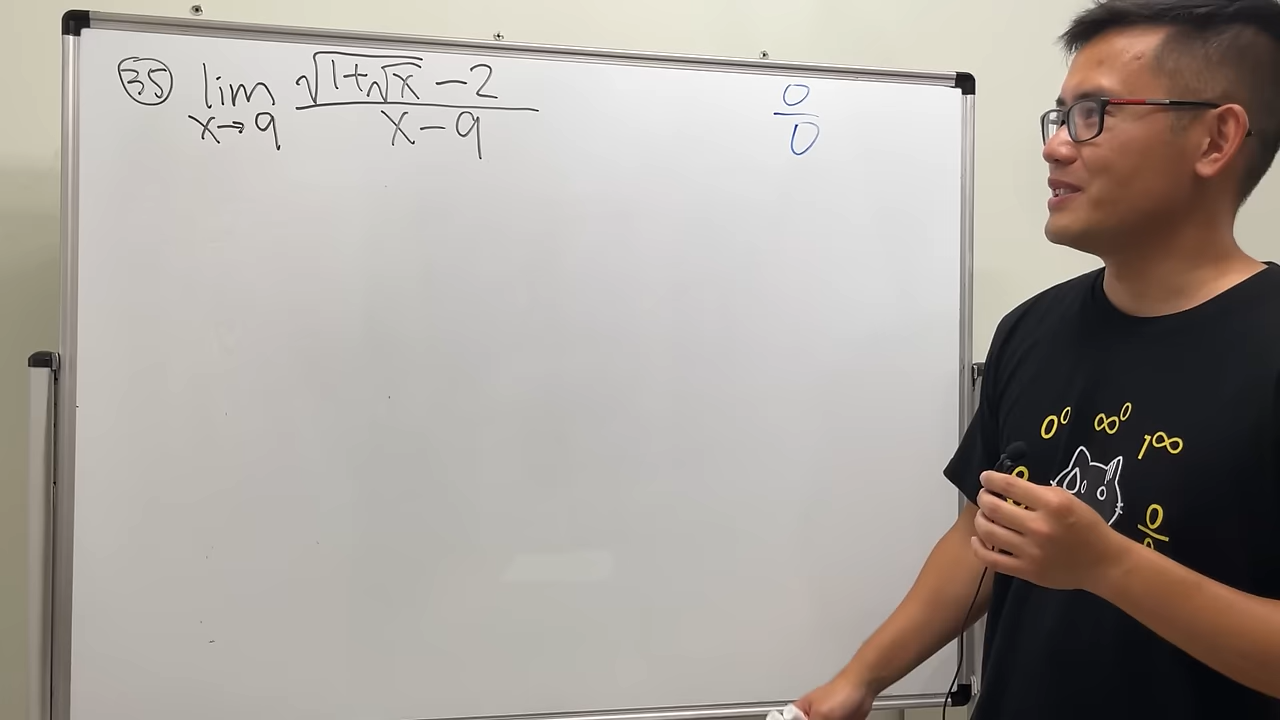 ㉟ lim √(1+√x) − 2
x→9 x − 9
0
0
0⁰ ∞⁰ 1^∞
0